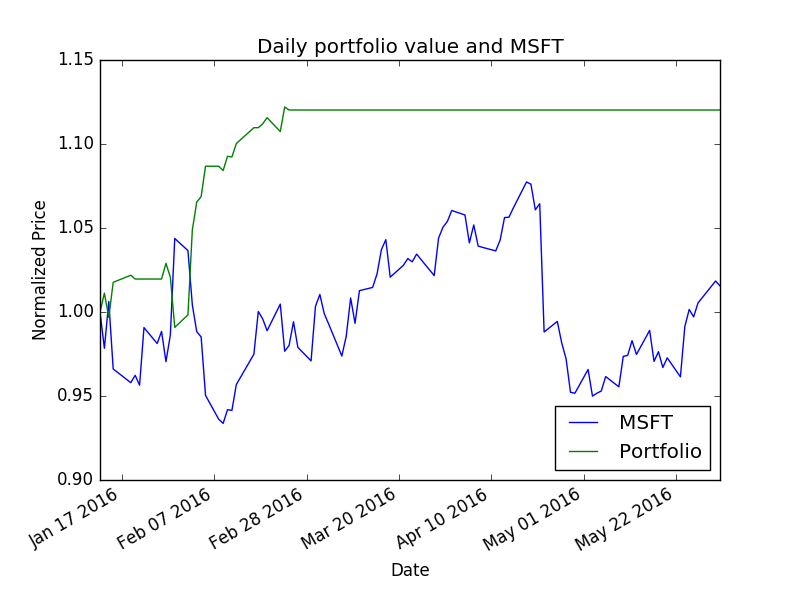 Daily portfolio value and MSFT
1.15
1.10
1.05
1.00
0.95
0.90
Normalized Price
Jan 17 2016
Feb 07 2016
Feb 28 2016
Mar 20 2016
Apr 10 2016
May 01 2016
May 22 2016
Date
MSFT
Portfolio